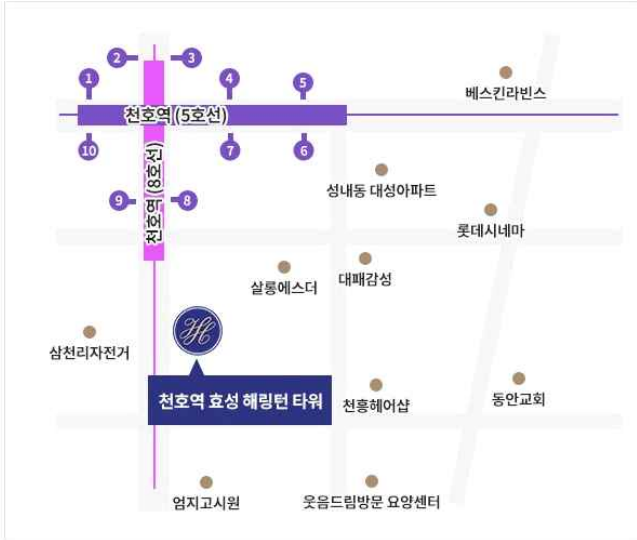 2
3
1
4
5
베스킨라빈스
천호역 (5호선)
10
7
6
천호역 (8호선)
성내동 대성아파트
9
8
롯데시네마
대패감성
살롱에스더
삼천리자전거
천호역 효성 해링턴 타워
천흥헤어샵
동안교회
엄지고시원
웃음드림방문 요양센터